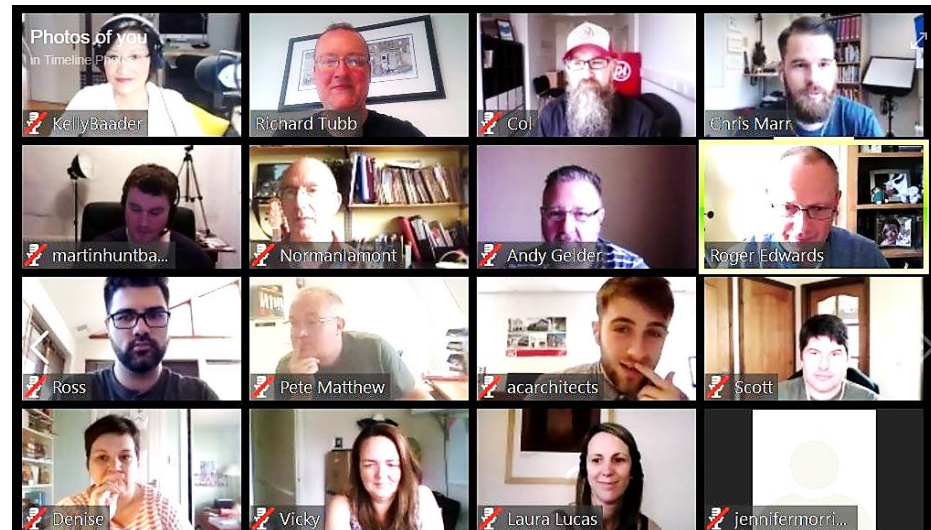 Photos of you
in Timeline Photos
KellyBaader
Richard Tubb
Col
Chris Marr
martinhuntba...
Normanlamont
Andy Gelder
Roger Edwards
Ross
Pete Matthew
acarchitects
Scott
Denise
Vicky
Laura Lucas
jennifermorri...